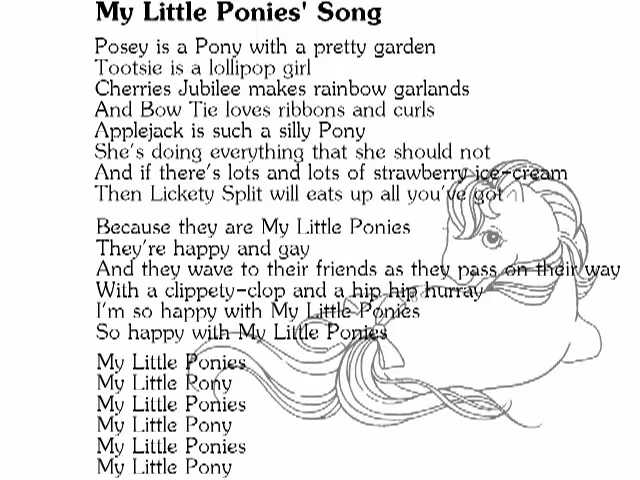 My Little Ponies' Song
Posey is a Pony with a pretty garden
Tootsie is a lollipop girl
Cherries Jubilee makes rainbow garlands
And Bow Tie loves ribbons and curls
Applejack is such a silly Pony
She's doing everything that she should not
And if there's lots and lots of strawberry ice-cream
Then Lickety Split will eats up all you've got
Because they are My Little Ponies
They're happy and gay
And they wave to their friends as they pass on their way
With a clippety-clop and a hip hip hurray
I'm so happy with My Little Ponies
So happy with My Little Ponies
My Little Ponies
My Little Pony
My Little Ponies
My Little Pony
My Little Ponies
My Little Pony